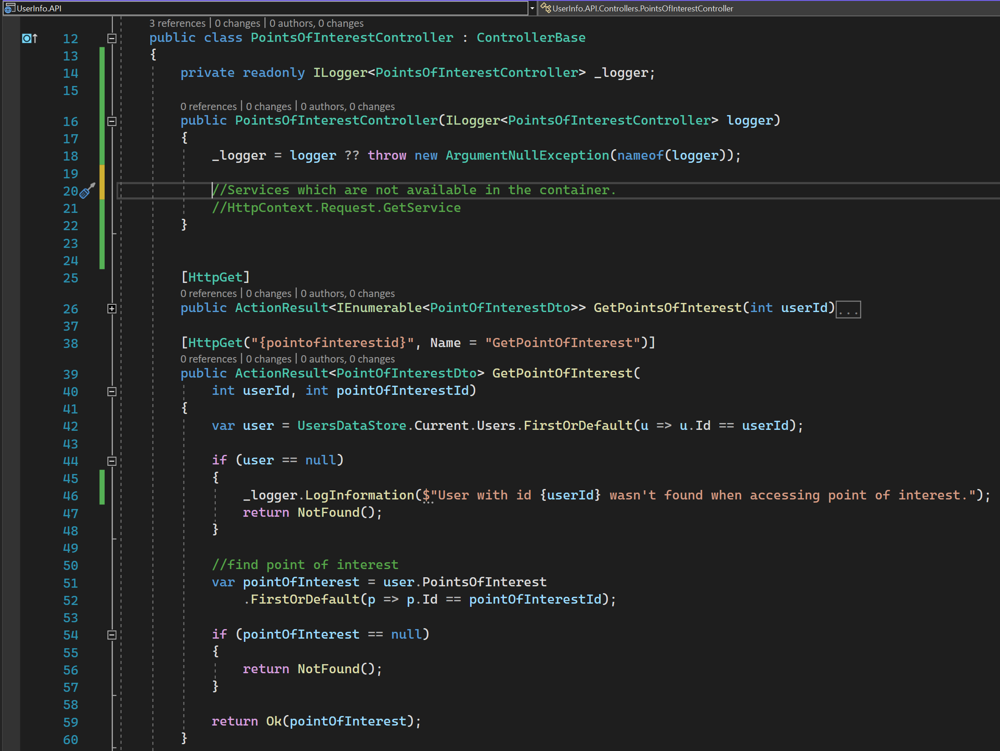 UserInfo.API
UserInfo.API.Controllers.PointsOfInterestController
3 references | 0 changes | 0 authors, 0 changes
12 public class PointsOfInterestController : ControllerBase
13 {
14 private readonly ILogger<PointsOfInterestController> _logger;
15
0 references | 0 changes | 0 authors, 0 changes
16 public PointsOfInterestController(ILogger<PointsOfInterestController> logger)
17 {
18 _logger = logger ?? throw new ArgumentNullException(nameof(logger));
19
20 //Services which are not available in the container.
21 //HttpContext.Request.GetService
22 }
23
24
25 [HttpGet]
0 references | 0 changes | 0 authors, 0 changes
26 public ActionResult<IEnumerable<PointOfInterestDto>> GetPointsOfInterest(int userId)...
37
38 [HttpGet("{pointofinterestid}", Name = "GetPointOfInterest")]
0 references | 0 changes | 0 authors, 0 changes
39 public ActionResult<PointOfInterestDto> GetPointOfInterest(
40 int userId, int pointOfInterestId)
41 {
42 var user = UsersDataStore.Current.Users.FirstOrDefault(u => u.Id == userId);
43
44 if (user == null)
45 {
46 _logger.LogInformation($"User with id {userId} wasn't found when accessing point of interest.");
47 return NotFound();
48 }
49
50 //find point of interest
51 var pointOfInterest = user.PointsOfInterest
52 .FirstOrDefault(p => p.Id == pointOfInterestId);
53
54 if (pointOfInterest == null)
55 {
56 return NotFound();
57 }
58
59 return Ok(pointOfInterest);
60 }